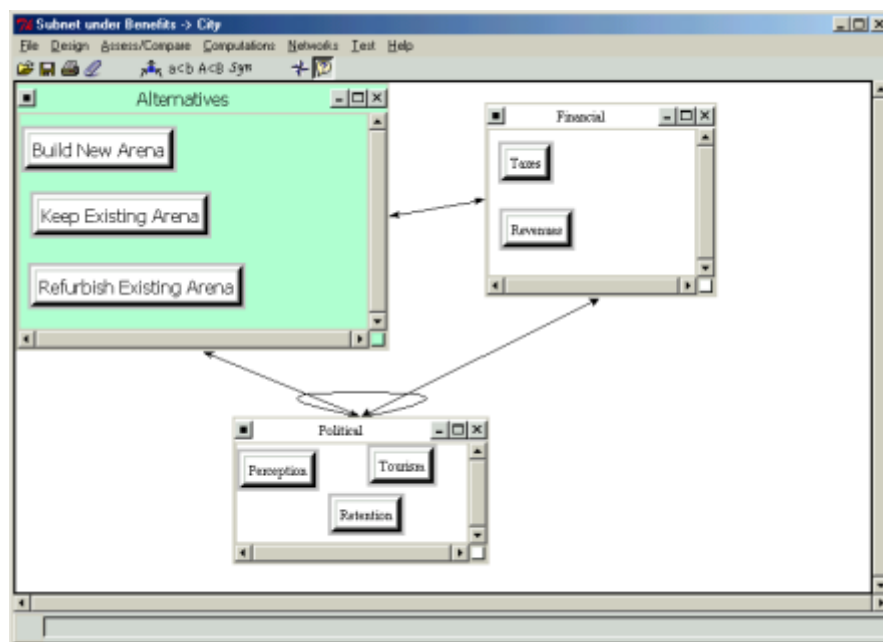 Subnet under Benefits -> City
File Design Assess/Compare Computations Networks Test Help
a<b A<B Syn
Alternatives
Build New Arena
Keep Existing Arena
Refurbish Existing Arena
Financial
Taxes
Revenues
Political
Perception
Tourism
Retention